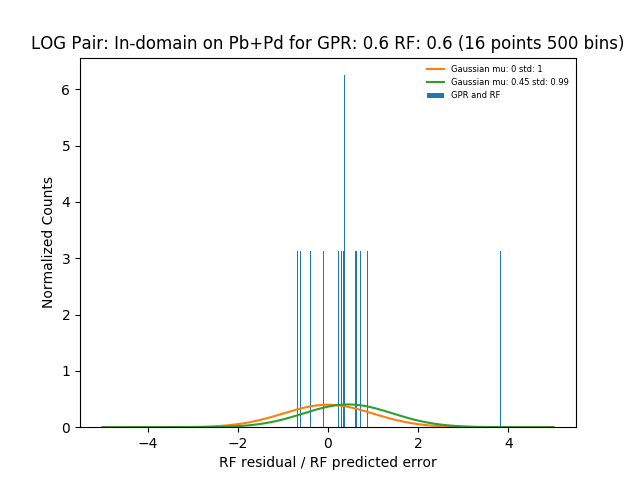 LOG Pair: In-domain on Pb+Pd for GPR: 0.6 RF: 0.6 (16 points 500 bins)
Gaussian mu: 0 std: 1
Gaussian mu: 0.45 std: 0.99
GPR and RF
Normalized Counts
6
5
4
3
2
1
0
−4 −2 0 2 4
RF residual / RF predicted error